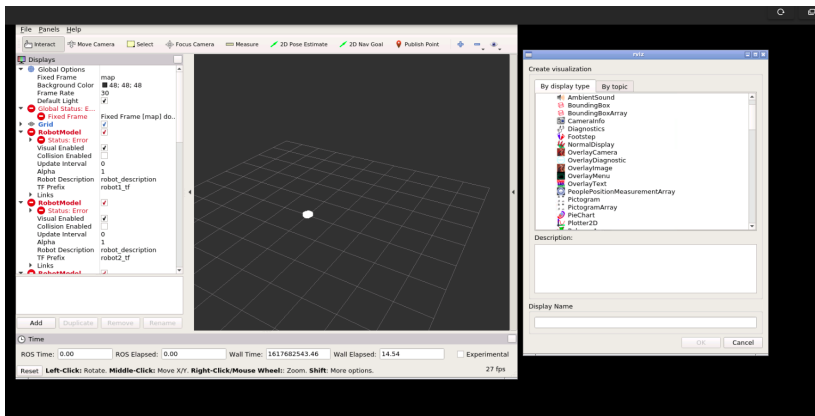 File Panels Help
Interact Move Camera Select Focus Camera Measure 2D Pose Estimate 2D Nav Goal Publish Point
Displays
Global Options
Fixed Frame map
Background Color 48; 48; 48
Frame Rate 30
Default Light
Global Status: E...
Fixed Frame Fixed Frame [map] do..
Grid
RobotModel
Status: Error
Visual Enabled
Collision Enabled
Update Interval 0
Alpha 1
Robot Description robot_description
TF Prefix robot1_tf
Links
RobotModel
Status: Error
Visual Enabled
Collision Enabled
Update Interval 0
Alpha 1
Robot Description robot_description
TF Prefix robot2_tf
Links
RobotModel
Add Duplicate Remove Rename
Time
ROS Time: 0.00 ROS Elapsed: 0.00 Wall Time: 1617682543.46 Wall Elapsed: 14.54 Experimental
Reset Left-Click: Rotate. Middle-Click: Move X/Y. Right-Click/Mouse Wheel:: Zoom. Shift: More options. 27 fps
rviz
Create visualization
By display type By topic
AmbientSound
BoundingBox
BoundingBoxArray
CameraInfo
Diagnostics
Footstep
NormalDisplay
OverlayCamera
OverlayDiagnostic
OverlayImage
OverlayMenu
OverlayText
PeoplePositionMeasurementArray
Pictogram
PictogramArray
PieChart
Plotter2D
Description:
Display Name
OK Cancel